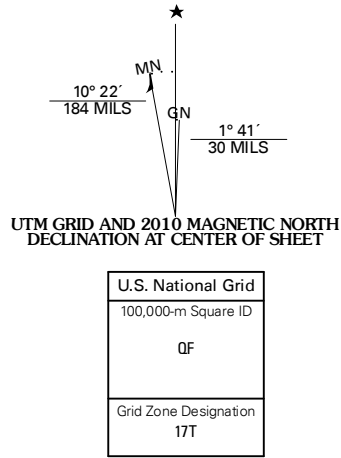 ★
MN
10° 22´
184 MILS
GN
1° 41´
30 MILS
UTM GRID AND 2010 MAGNETIC NORTH
DECLINATION AT CENTER OF SHEET
U.S. National Grid
100,000-m Square ID
QF
Grid Zone Designation
17T